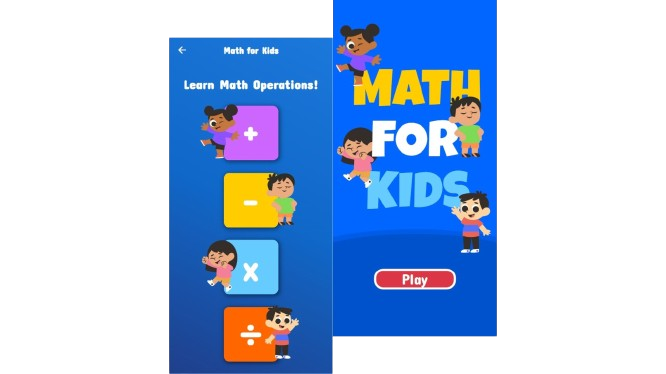 Math for Kids
Learn Math Operations!
+
-
x
÷
MATH
FOR
KIDS
Play